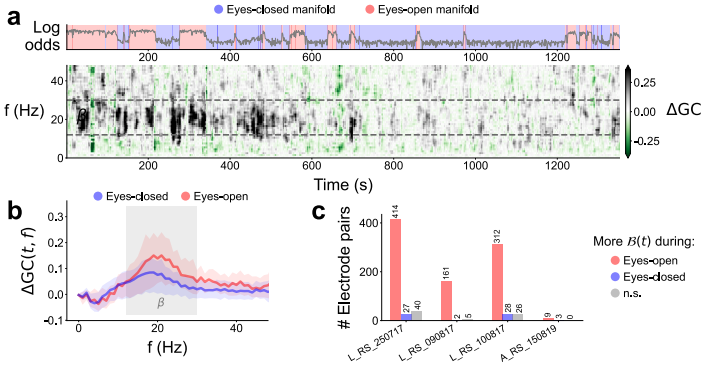 a
Eyes-closed manifold
Eyes-open manifold
Log
odds
200
400
600
800
1000
1200
f (Hz)
40
20
0
0.25
0.00
-0.25
ΔGC
200
400
600
800
1000
1200
Time (s)
b
Eyes-closed
Eyes-open
ΔGC(t, f)
0.3
0.2
0.1
0.0
-0.1
β
0
20
40
f (Hz)
c
# Electrode pairs
400
200
0
414
27
40
161
2
5
312
28
26
9
3
0
L_RS_250717
L_RS_090817
L_RS_100817
A_RS_150819
More ℬ(t) during:
Eyes-open
Eyes-closed
n.s.